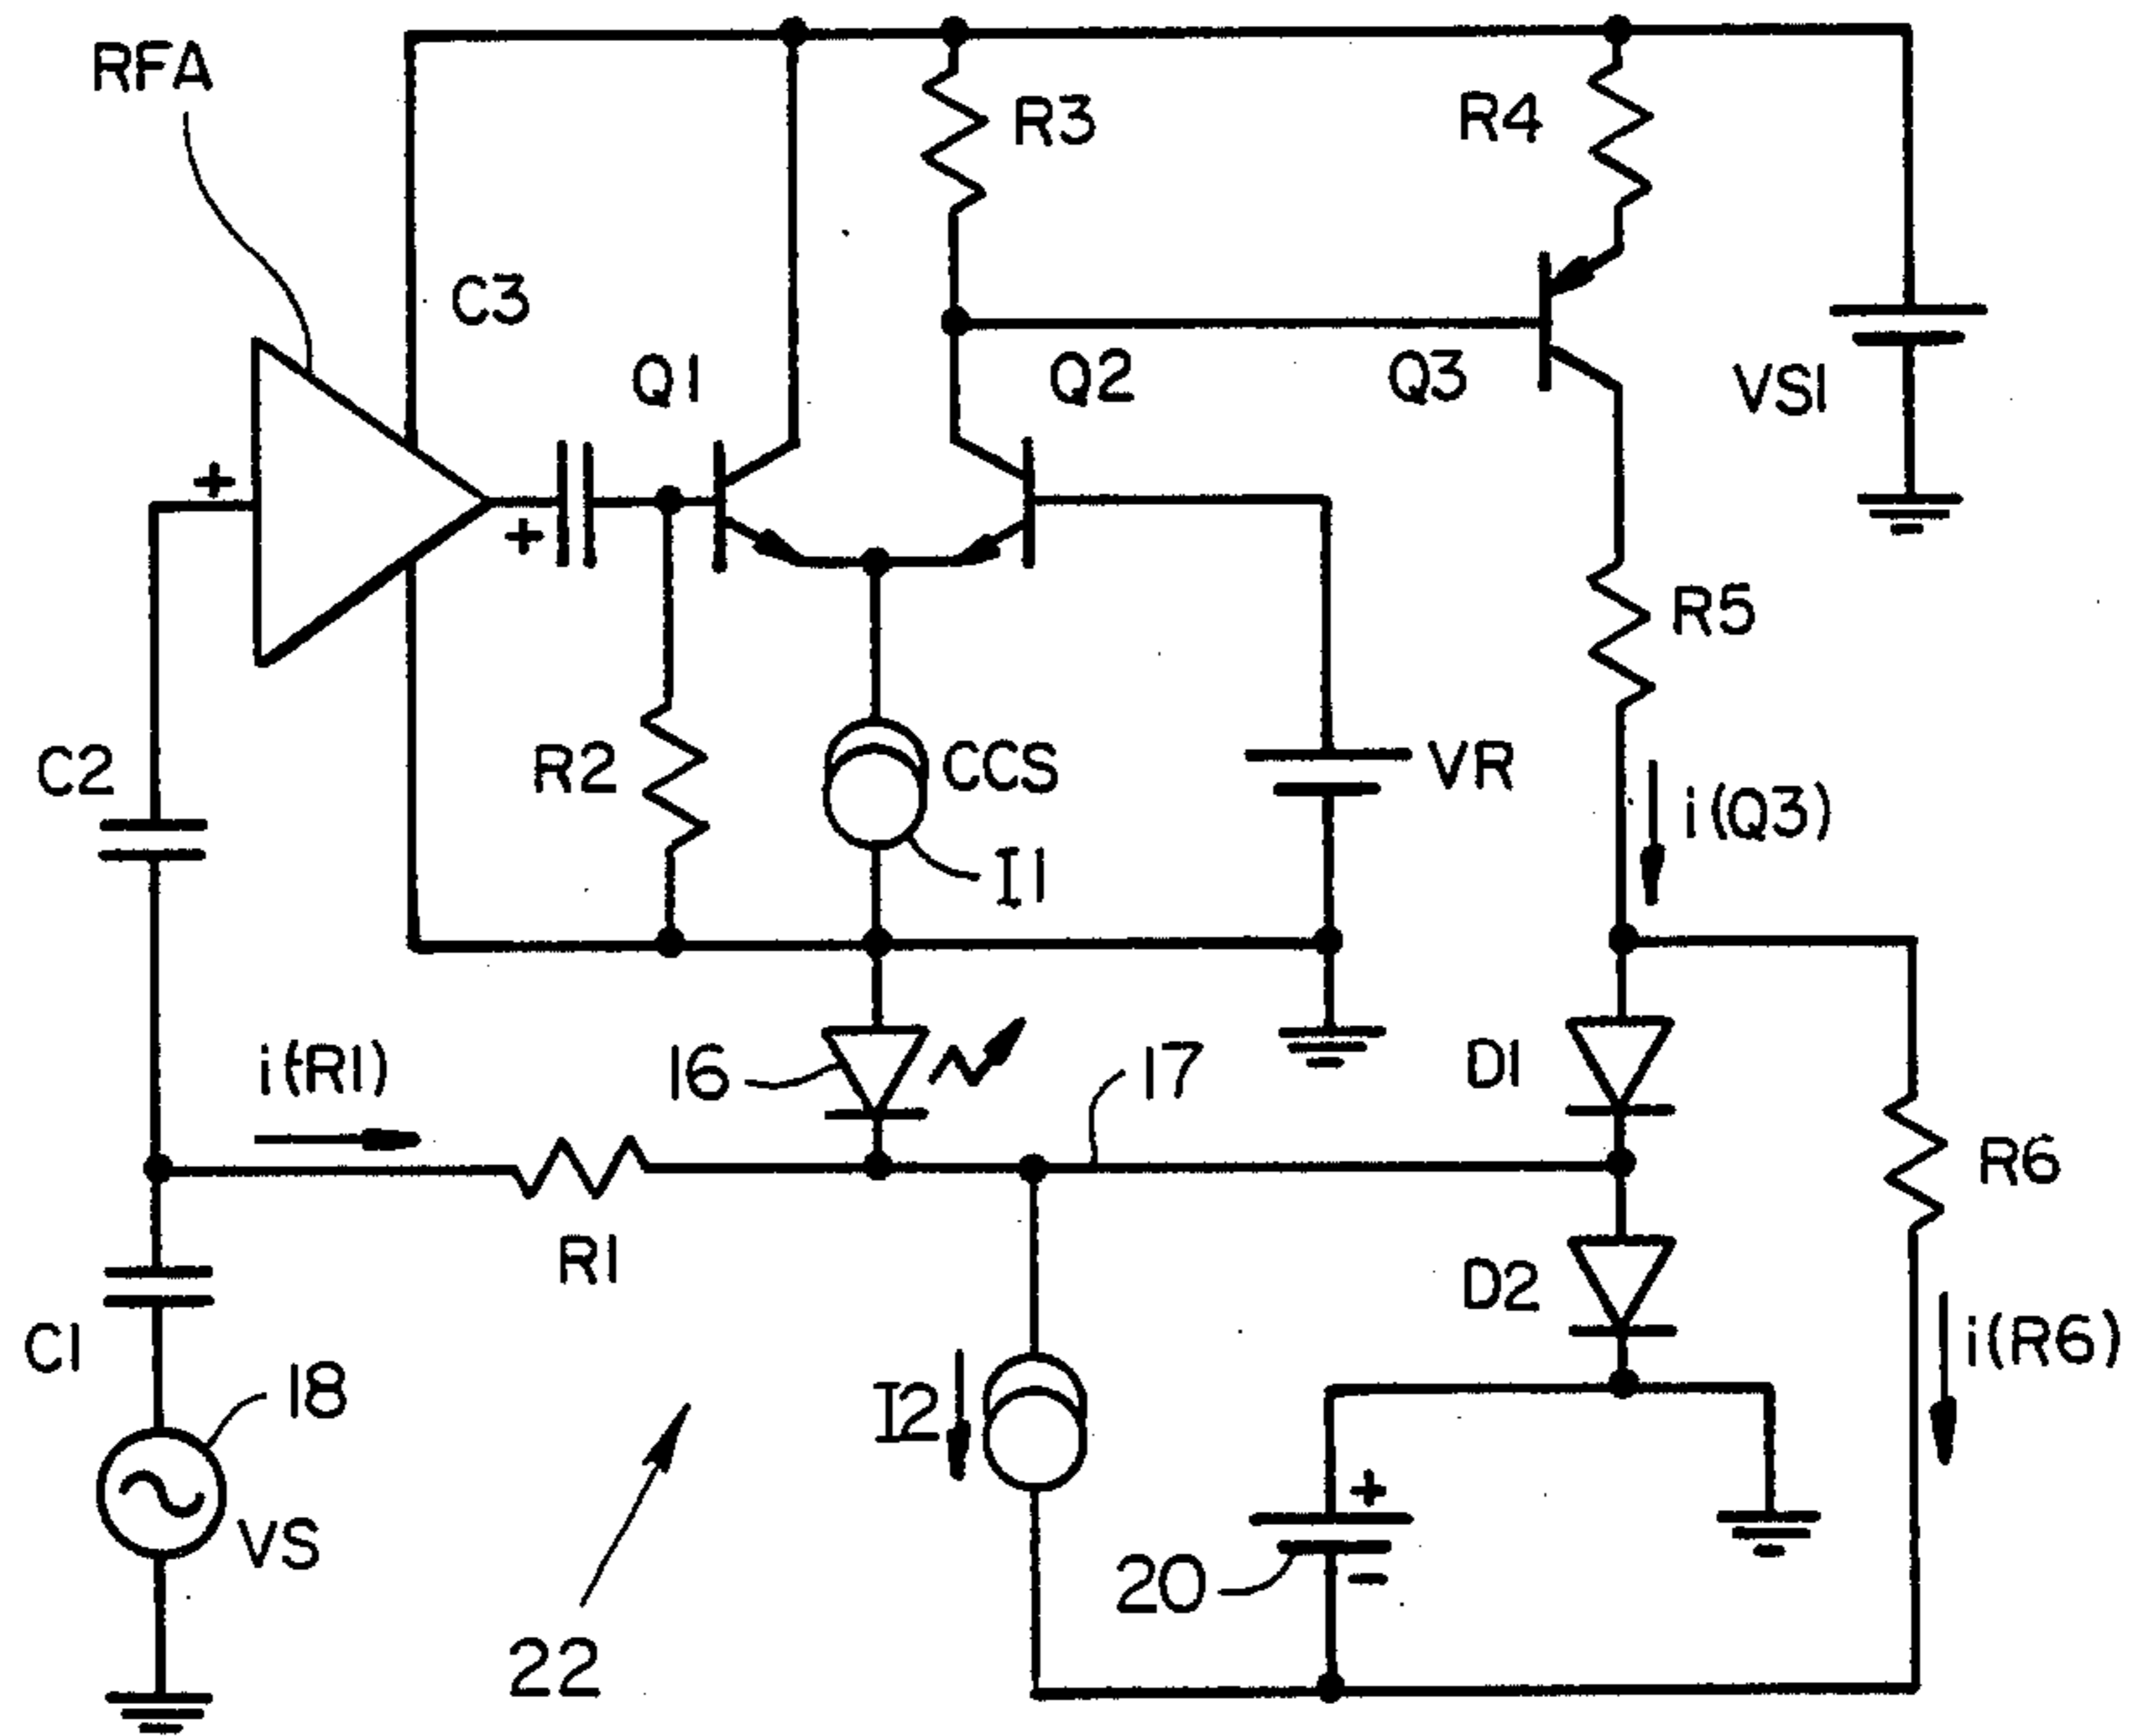 RFA
R3
R4
C3
Q1
Q2
Q3
VS1
+
+
R5
C2
R2
CCS
VR
i(Q3)
I1
i(R1)
16
17
D1
R6
R1
D2
C1
18
I2
i(R6)
+
VS
20
-
22